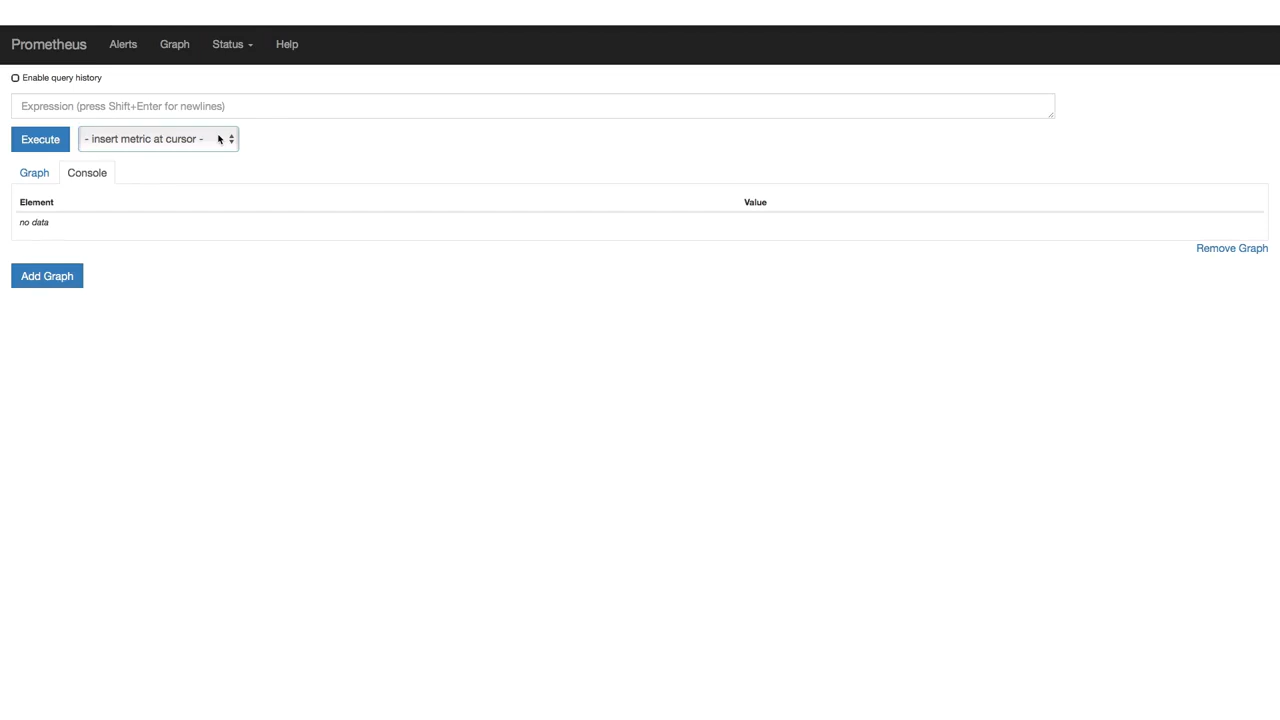 Prometheus Alerts Graph Status Help
Enable query history
Expression (press Shift+Enter for newlines)
Execute - insert metric at cursor -
Graph Console
Element Value
no data
Remove Graph
Add Graph